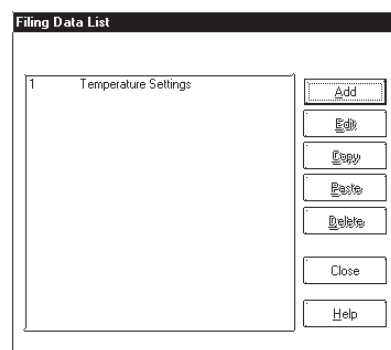 Filing Data List
1 Temperature Settings
Add
Edit
Copy
Paste
Delete
Close
Help